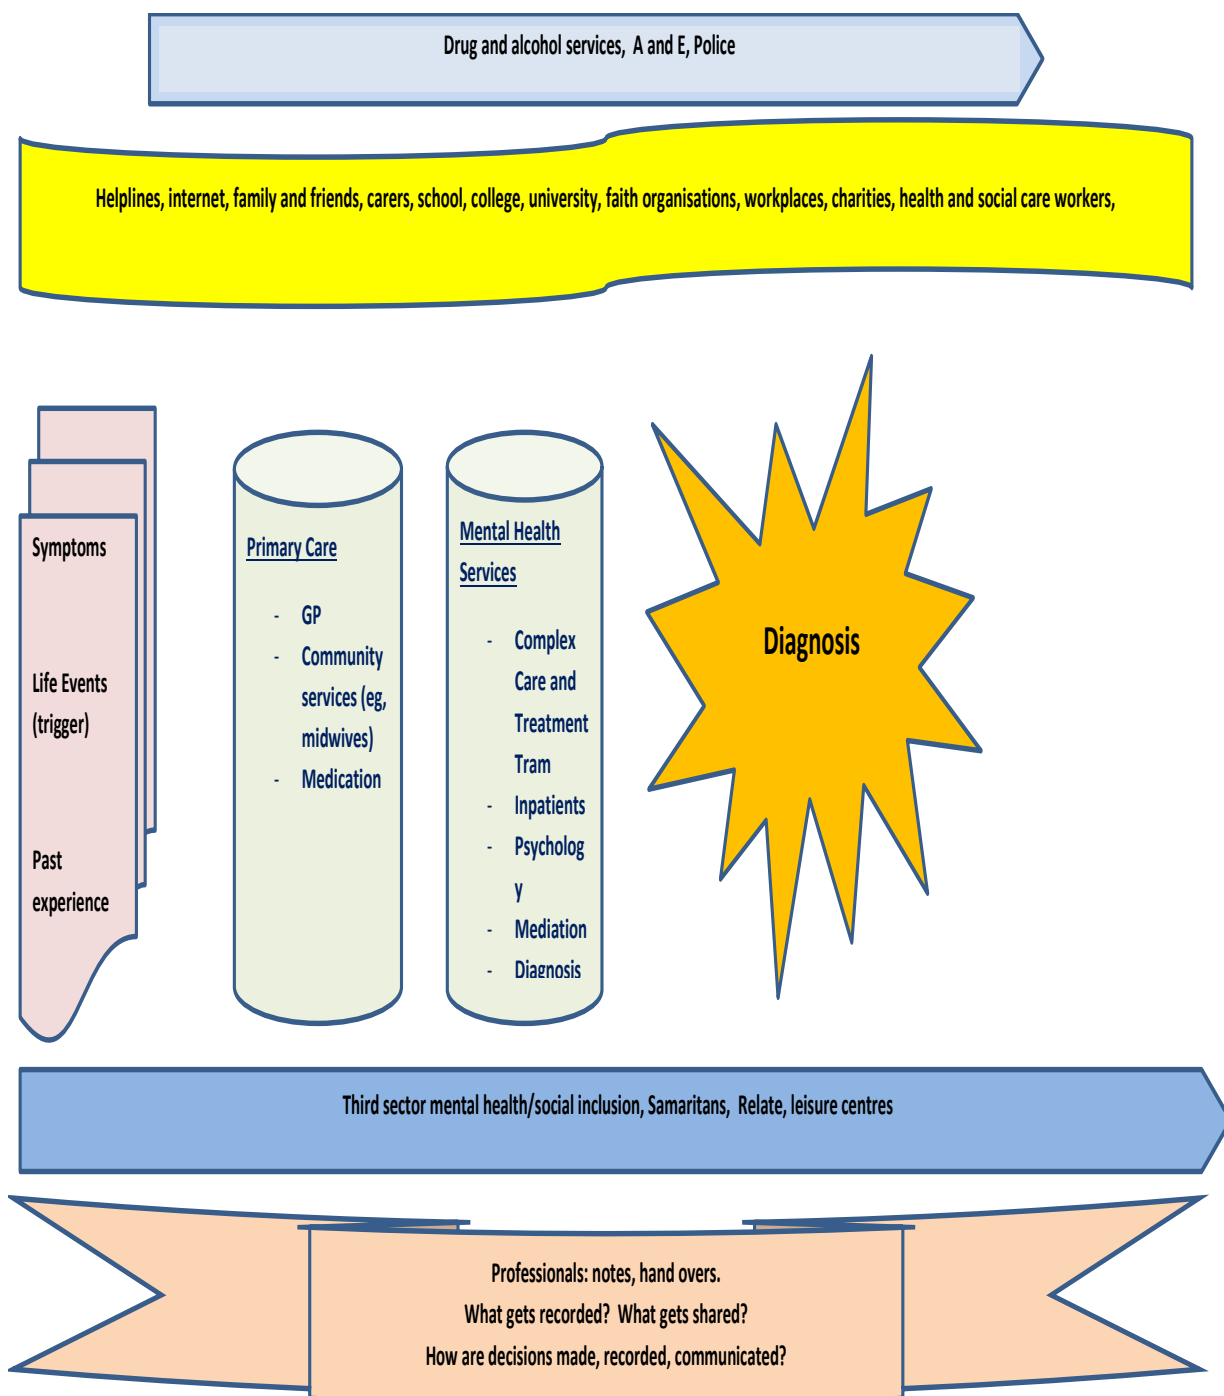 Drug and alcohol services, A and E, Police
Helplines, internet, family and friends, carers, school, college, university, faith organisations, workplaces, charities, health and social care workers,
Symptoms
Life Events
(trigger)
Past
experience
Primary Care
- GP
- Community
services (eg,
midwives)
- Medication
Mental Health
Services
- Complex
Care and
Treatment
Tram
- Inpatients
- Psycholog
y
- Mediation
- Diagnosis
Diagnosis
Third sector mental health/social inclusion, Samaritans, Relate, leisure centres
Professionals: notes, hand overs.
What gets recorded? What gets shared?
How are decisions made, recorded, communicated?